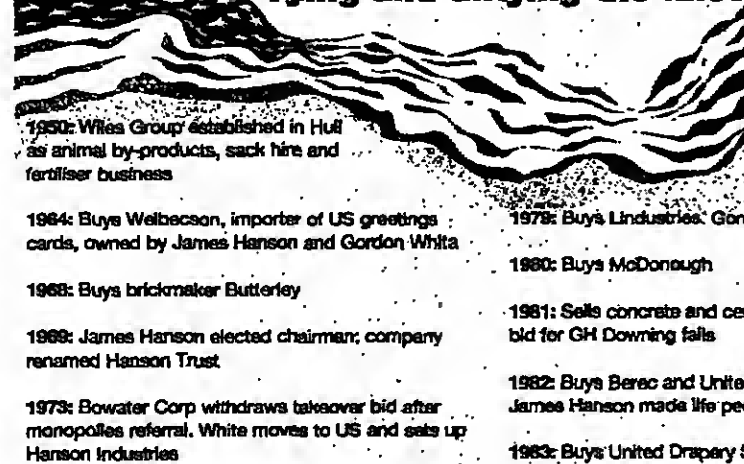 1950: Wiles Group established in Hull
as animal by-products, sack hire and
fertiliser business
1964: Buys Welbecson, importer of US greetings
cards, owned by James Hanson and Gordon White
1968: Buys brickmaker Butterley
1969: James Hanson elected chairman; company
renamed Hanson Trust
1973: Bowater Corp withdraws takeover bid after
monopolies referral. White moves to US and sets up
Hanson Industries
1979: Buys Lindustries.
1980: Buys McDonough
1981: Sells concrete and
bid for GH Downing fails
1982: Buys Berec and
James Hanson made life
1983: Buys United Drapery